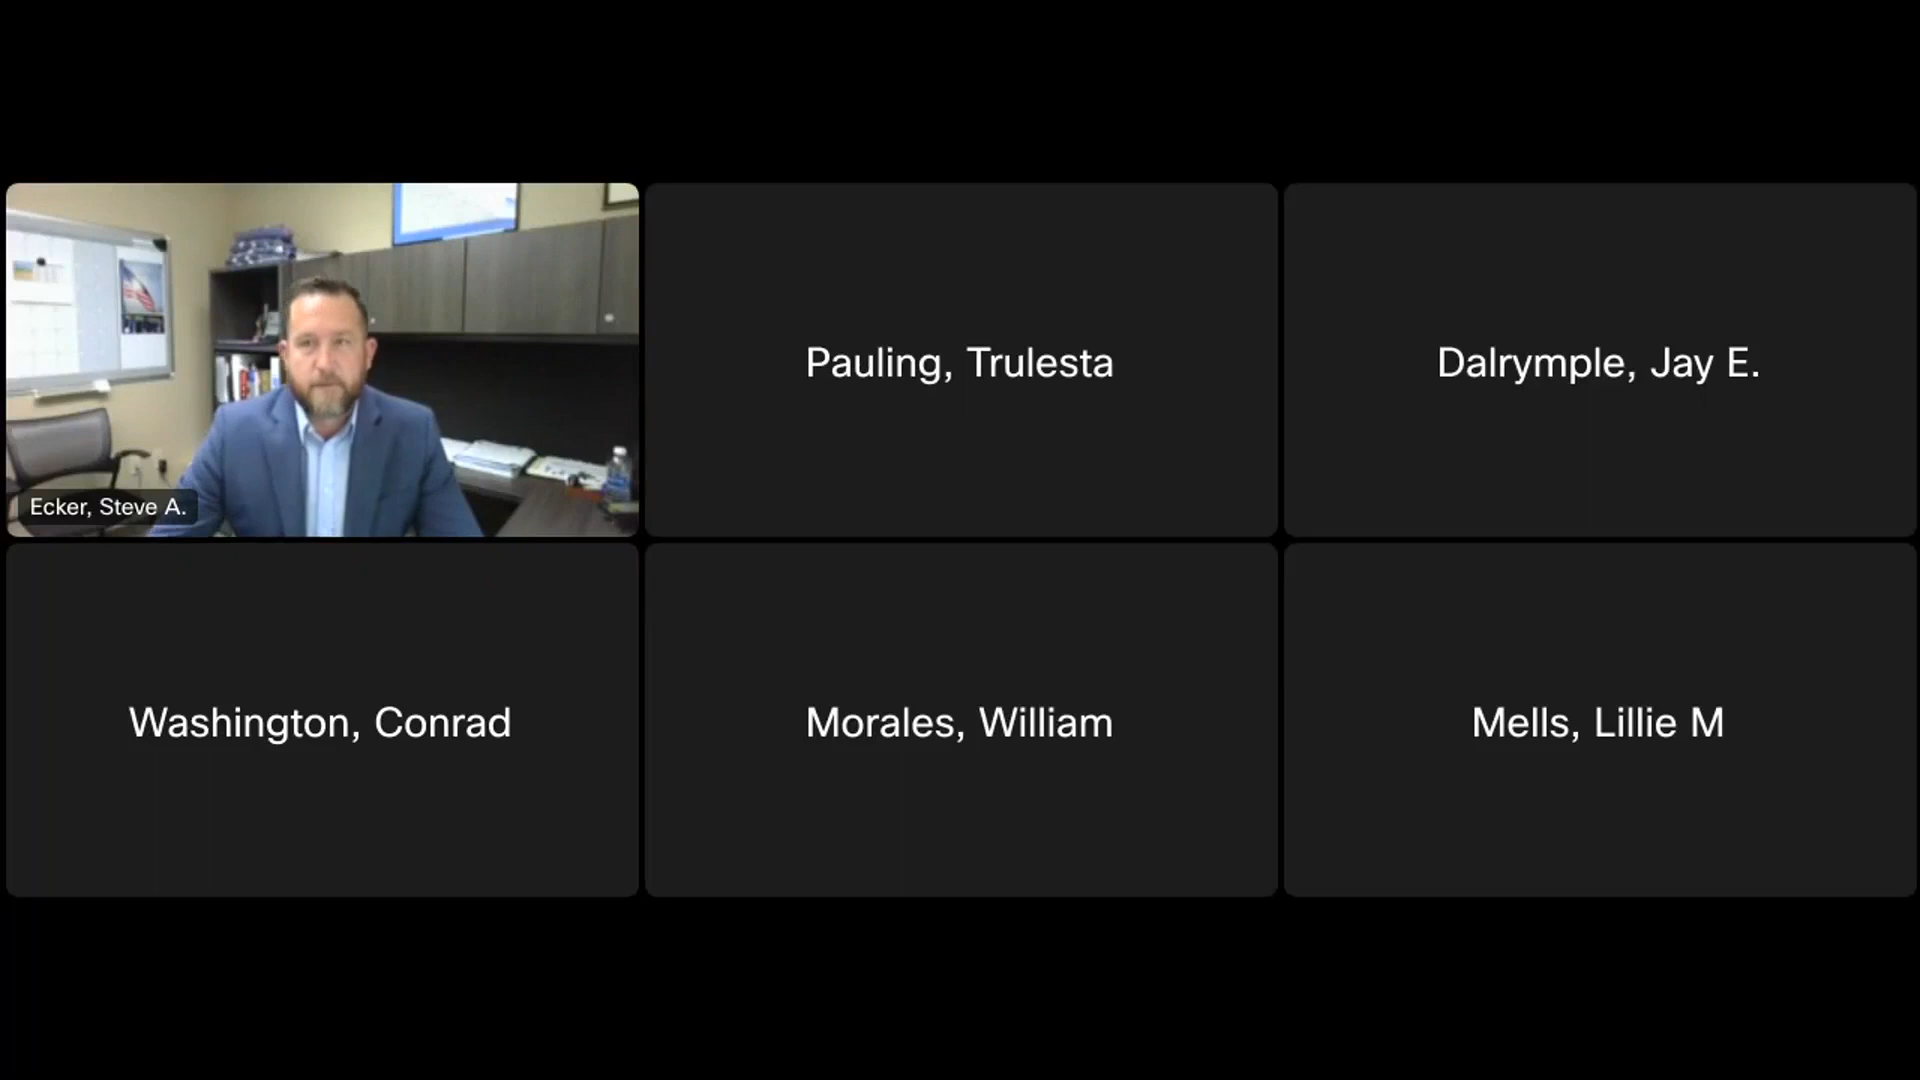 Ecker, Steve A.
Pauling, Trulesta
Dalrymple, Jay E.
Washington, Conrad
Morales, William
Mells, Lillie M